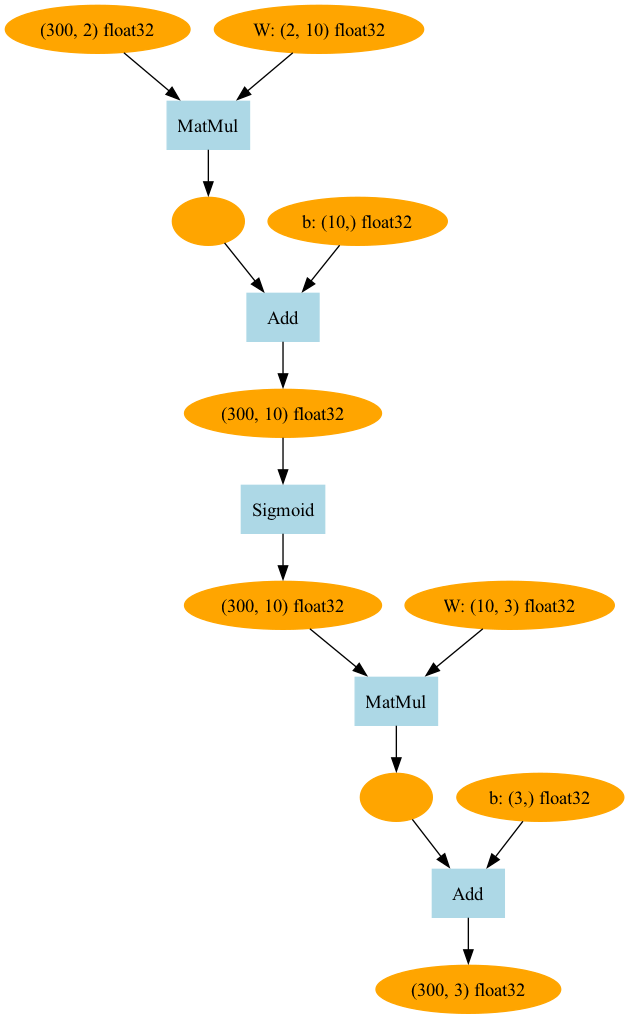 (300, 2) float32
W: (2, 10) float32
MatMul
b: (10,) float32
Add
(300, 10) float32
Sigmoid
(300, 10) float32
W: (10, 3) float32
MatMul
b: (3,) float32
Add
(300, 3) float32